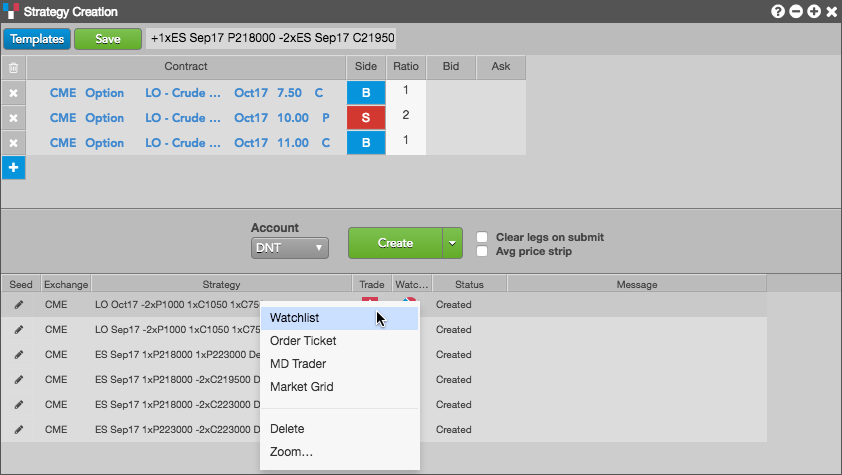 Strategy Creation
Templates Save +1xES Sep17 P218000 -2xES Sep17 C21950
Contract Side Ratio Bid Ask
CME Option LO - Crude ... Oct17 7.50 C B 1
CME Option LO - Crude ... Oct17 10.00 P S 2
CME Option LO - Crude ... Oct17 11.00 C B 1
Account
DNT Create Clear legs on submit
Avg price strip
Seed Exchange Strategy Trade Watc... Status Message
CME LO Oct17 -2xP1000 1xC1050 1xC75 Created
Watchlist
CME LO Sep17 -2xP1000 1xC1050 1xC75 Created
Order Ticket
CME ES Sep17 1xP218000 1xP223000 De Created
MD Trader
CME ES Sep17 1xP218000 -2xC219500 D Created
Market Grid
CME ES Sep17 1xP218000 -2xC223000 D Created
CME ES Sep17 1xP223000 -2xC223000 D Created
Delete
Zoom...